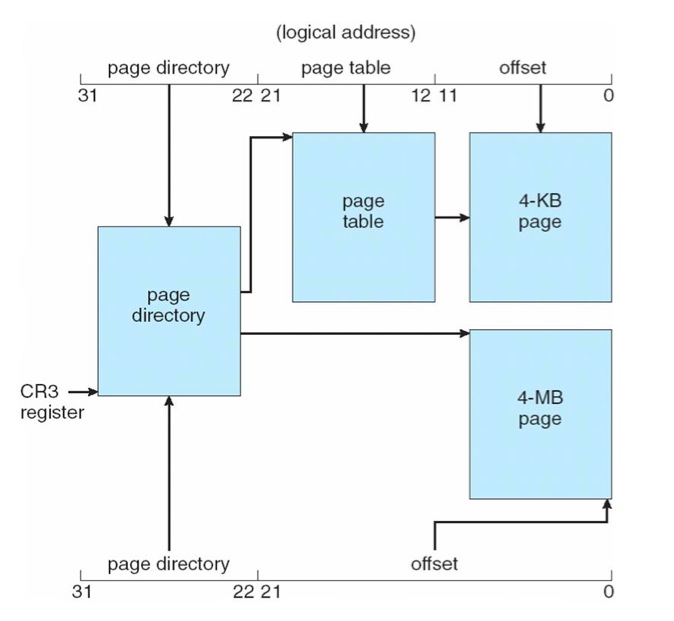 (logical address)
page directory page table offset
31 22 21 12 11 0
page
table
4-KB
page
page
directory
CR3
register
4-MB
page
page directory offset
31 22 21 0